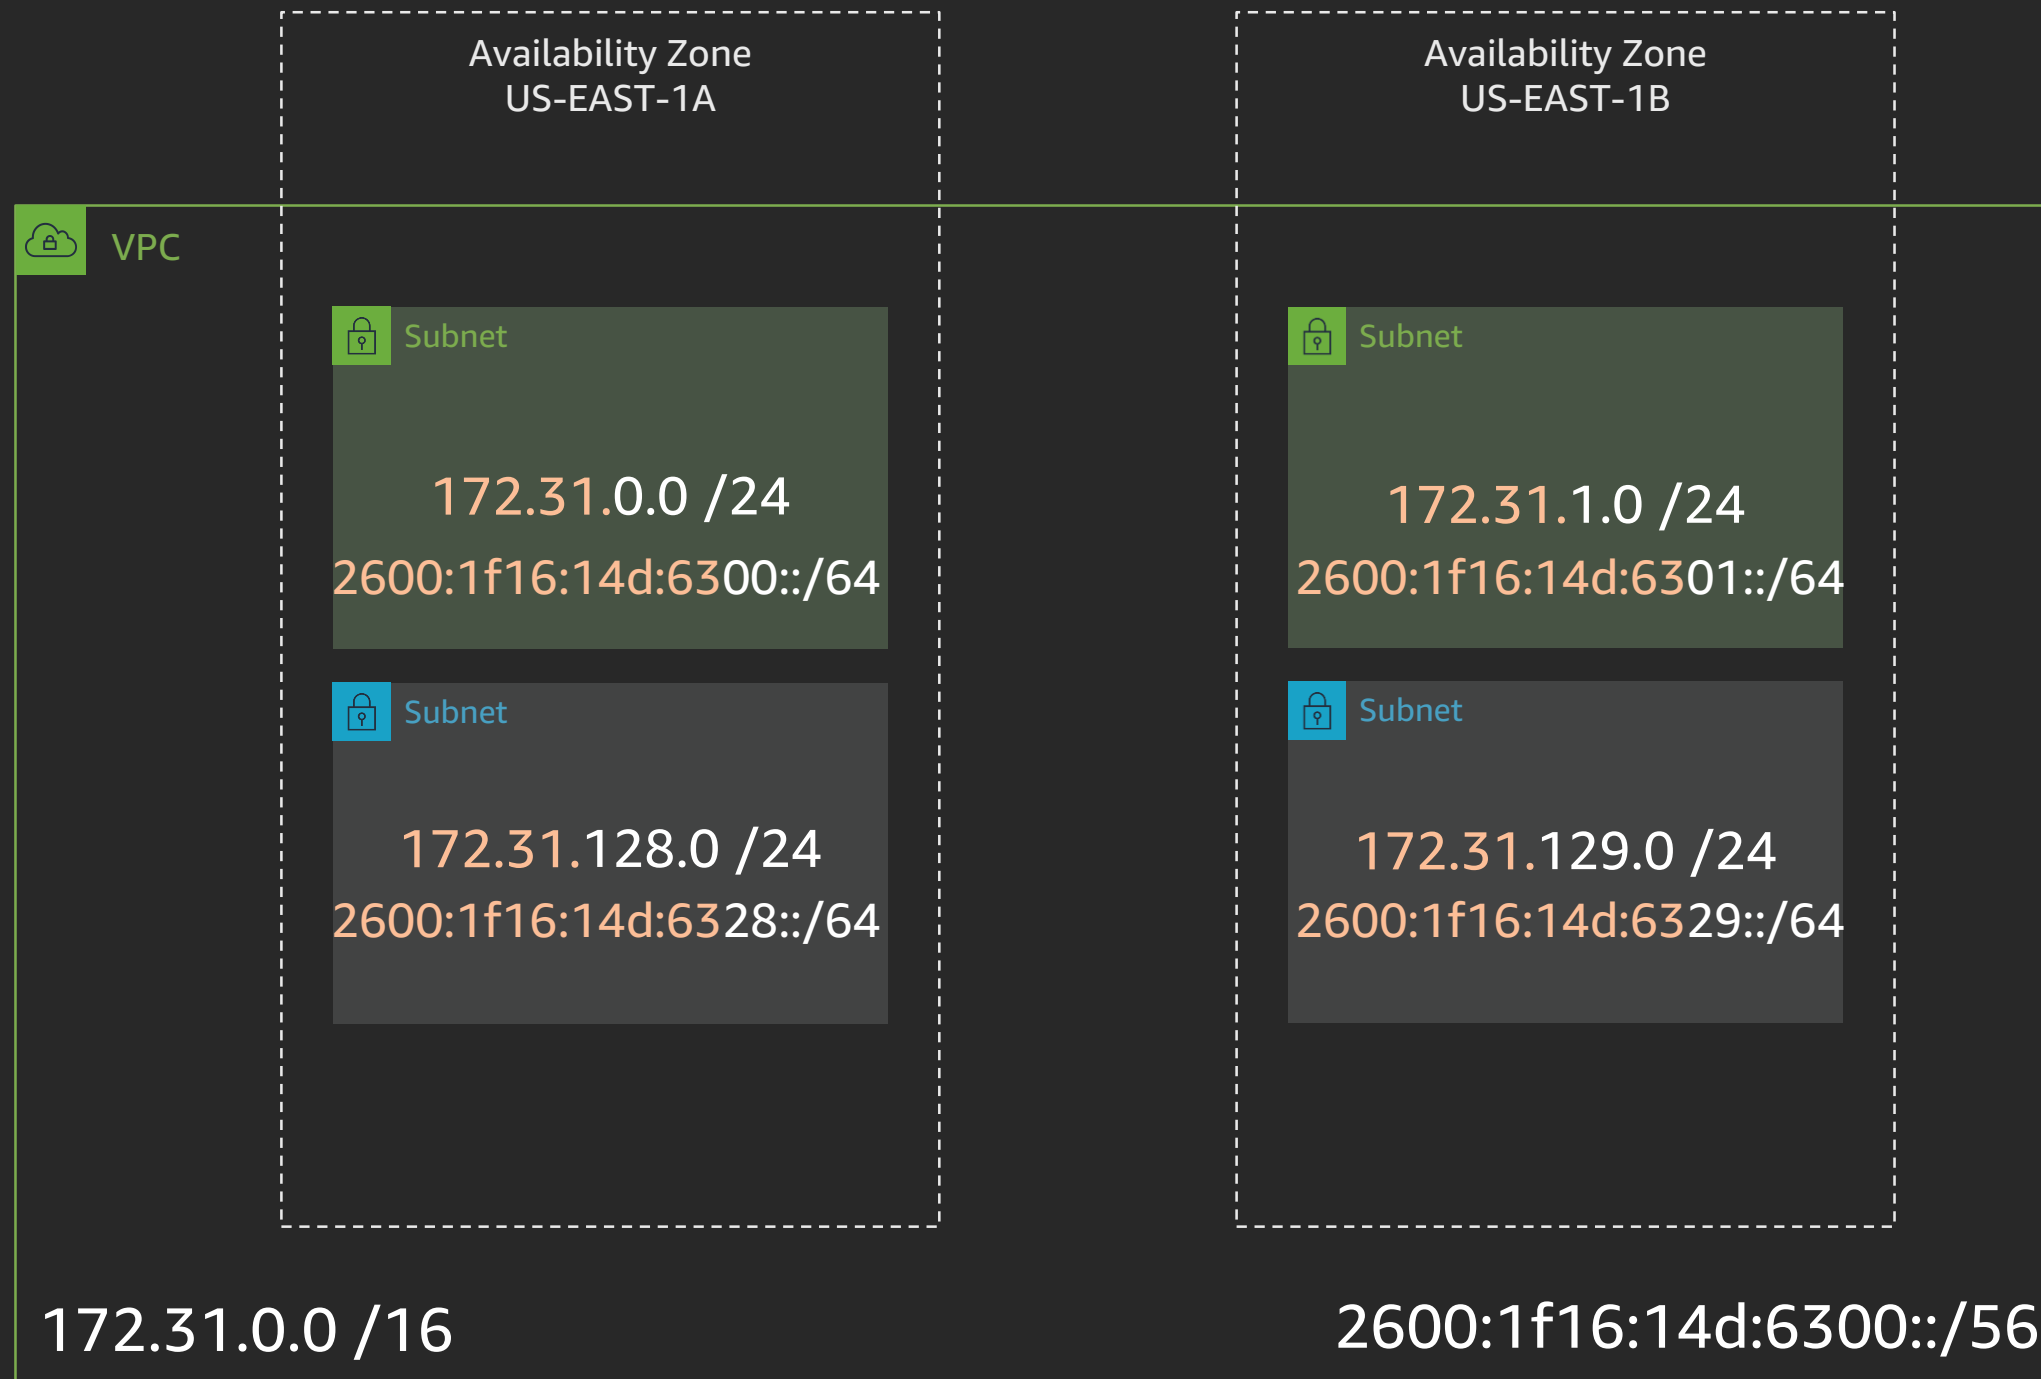 Availability Zone
US-EAST-1A
Availability Zone
US-EAST-1B
VPC
Subnet
172.31.0.0 /24
2600:1f16:14d:6300::/64
Subnet
172.31.1.0 /24
2600:1f16:14d:6301::/64
Subnet
172.31.128.0 /24
2600:1f16:14d:6328::/64
Subnet
172.31.129.0 /24
2600:1f16:14d:6329::/64
172.31.0.0 /16
2600:1f16:14d:6300::/56